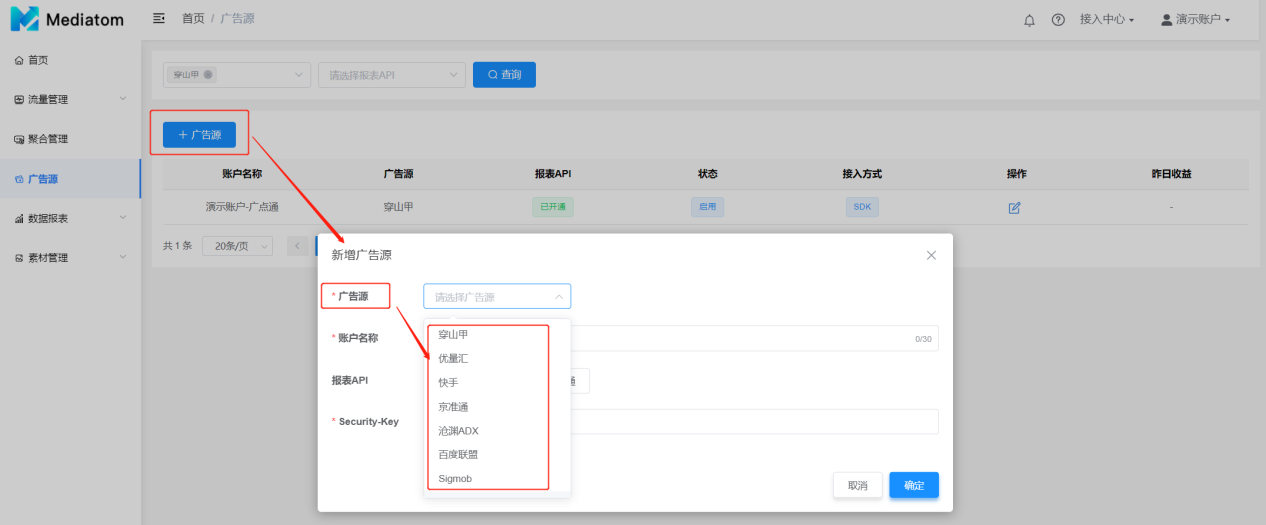 Mediatom
首页 / 广告源
接入中心
演示账户
首页
流量管理
聚合管理
广告源
数据报表
素材管理
穿山甲
请选择报表API
查询
+ 广告源
账户名称 广告源 报表API 状态 接入方式 操作 昨日收益
演示账户-广点通 穿山甲 已开通 启用 SDK -
共 1 条 20条/页
新增广告源
* 广告源 请选择广告源
* 账户名称 0/30
报表API
* Security-Key
穿山甲
优量汇
快手
京准通
沧渊ADX
百度联盟
Sigmob
取消 确定